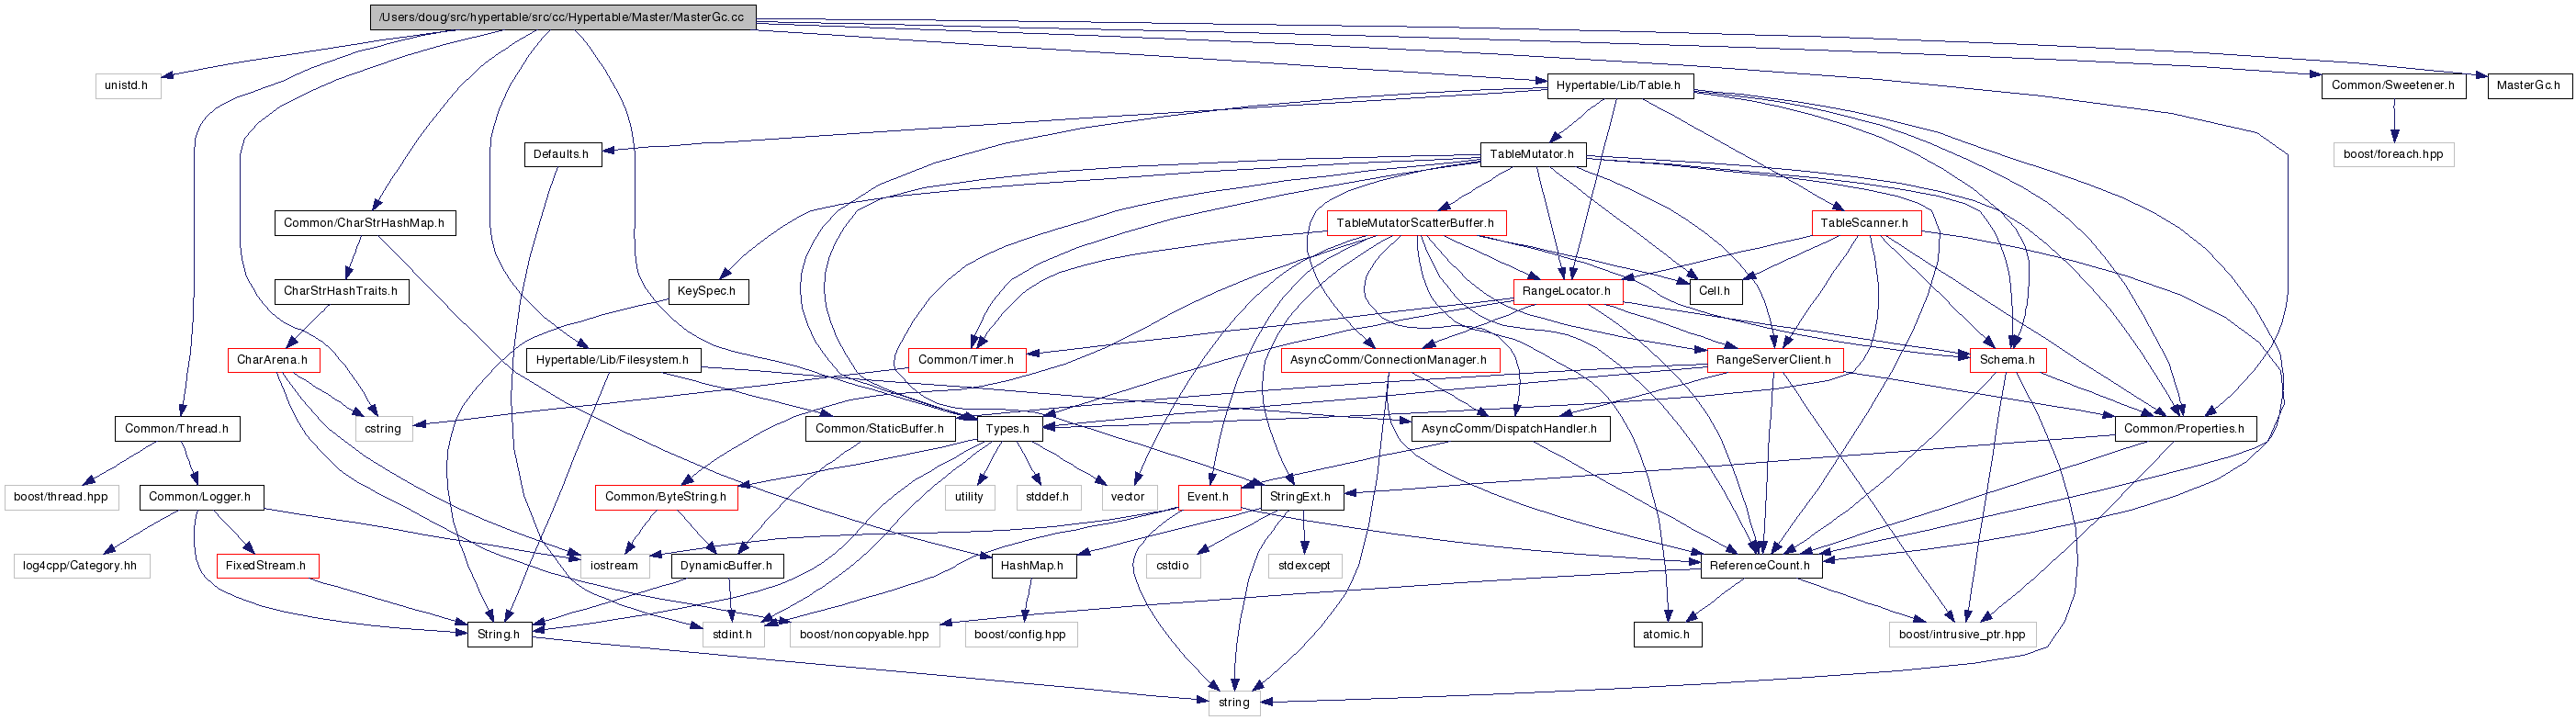 /Users/doug/src/hypertable/src/cc/Hypertable/Master/MasterGc.cc
unistd.h
Hypertable/Lib/Table.h
Common/Sweetener.h
MasterGc.h
Defaults.h
TableMutator.h
boost/foreach.hpp
Common/CharStrHashMap.h
TableMutatorScatterBuffer.h
TableScanner.h
CharStrHashTraits.h
KeySpec.h
RangeLocator.h
Cell.h
CharArena.h
Hypertable/Lib/Filesystem.h
Common/Timer.h
AsyncComm/ConnectionManager.h
RangeServerClient.h
Schema.h
Common/Thread.h
cstring
Common/StaticBuffer.h
Types.h
AsyncComm/DispatchHandler.h
Common/Properties.h
boost/thread.hpp
Common/Logger.h
Common/ByteString.h
utility
stddef.h
vector
Event.h
StringExt.h
log4cpp/Category.hh
FixedStream.h
iostream
DynamicBuffer.h
HashMap.h
cstdio
stdexcept
ReferenceCount.h
String.h
stdint.h
boost/noncopyable.hpp
boost/config.hpp
atomic.h
boost/intrusive_ptr.hpp
string